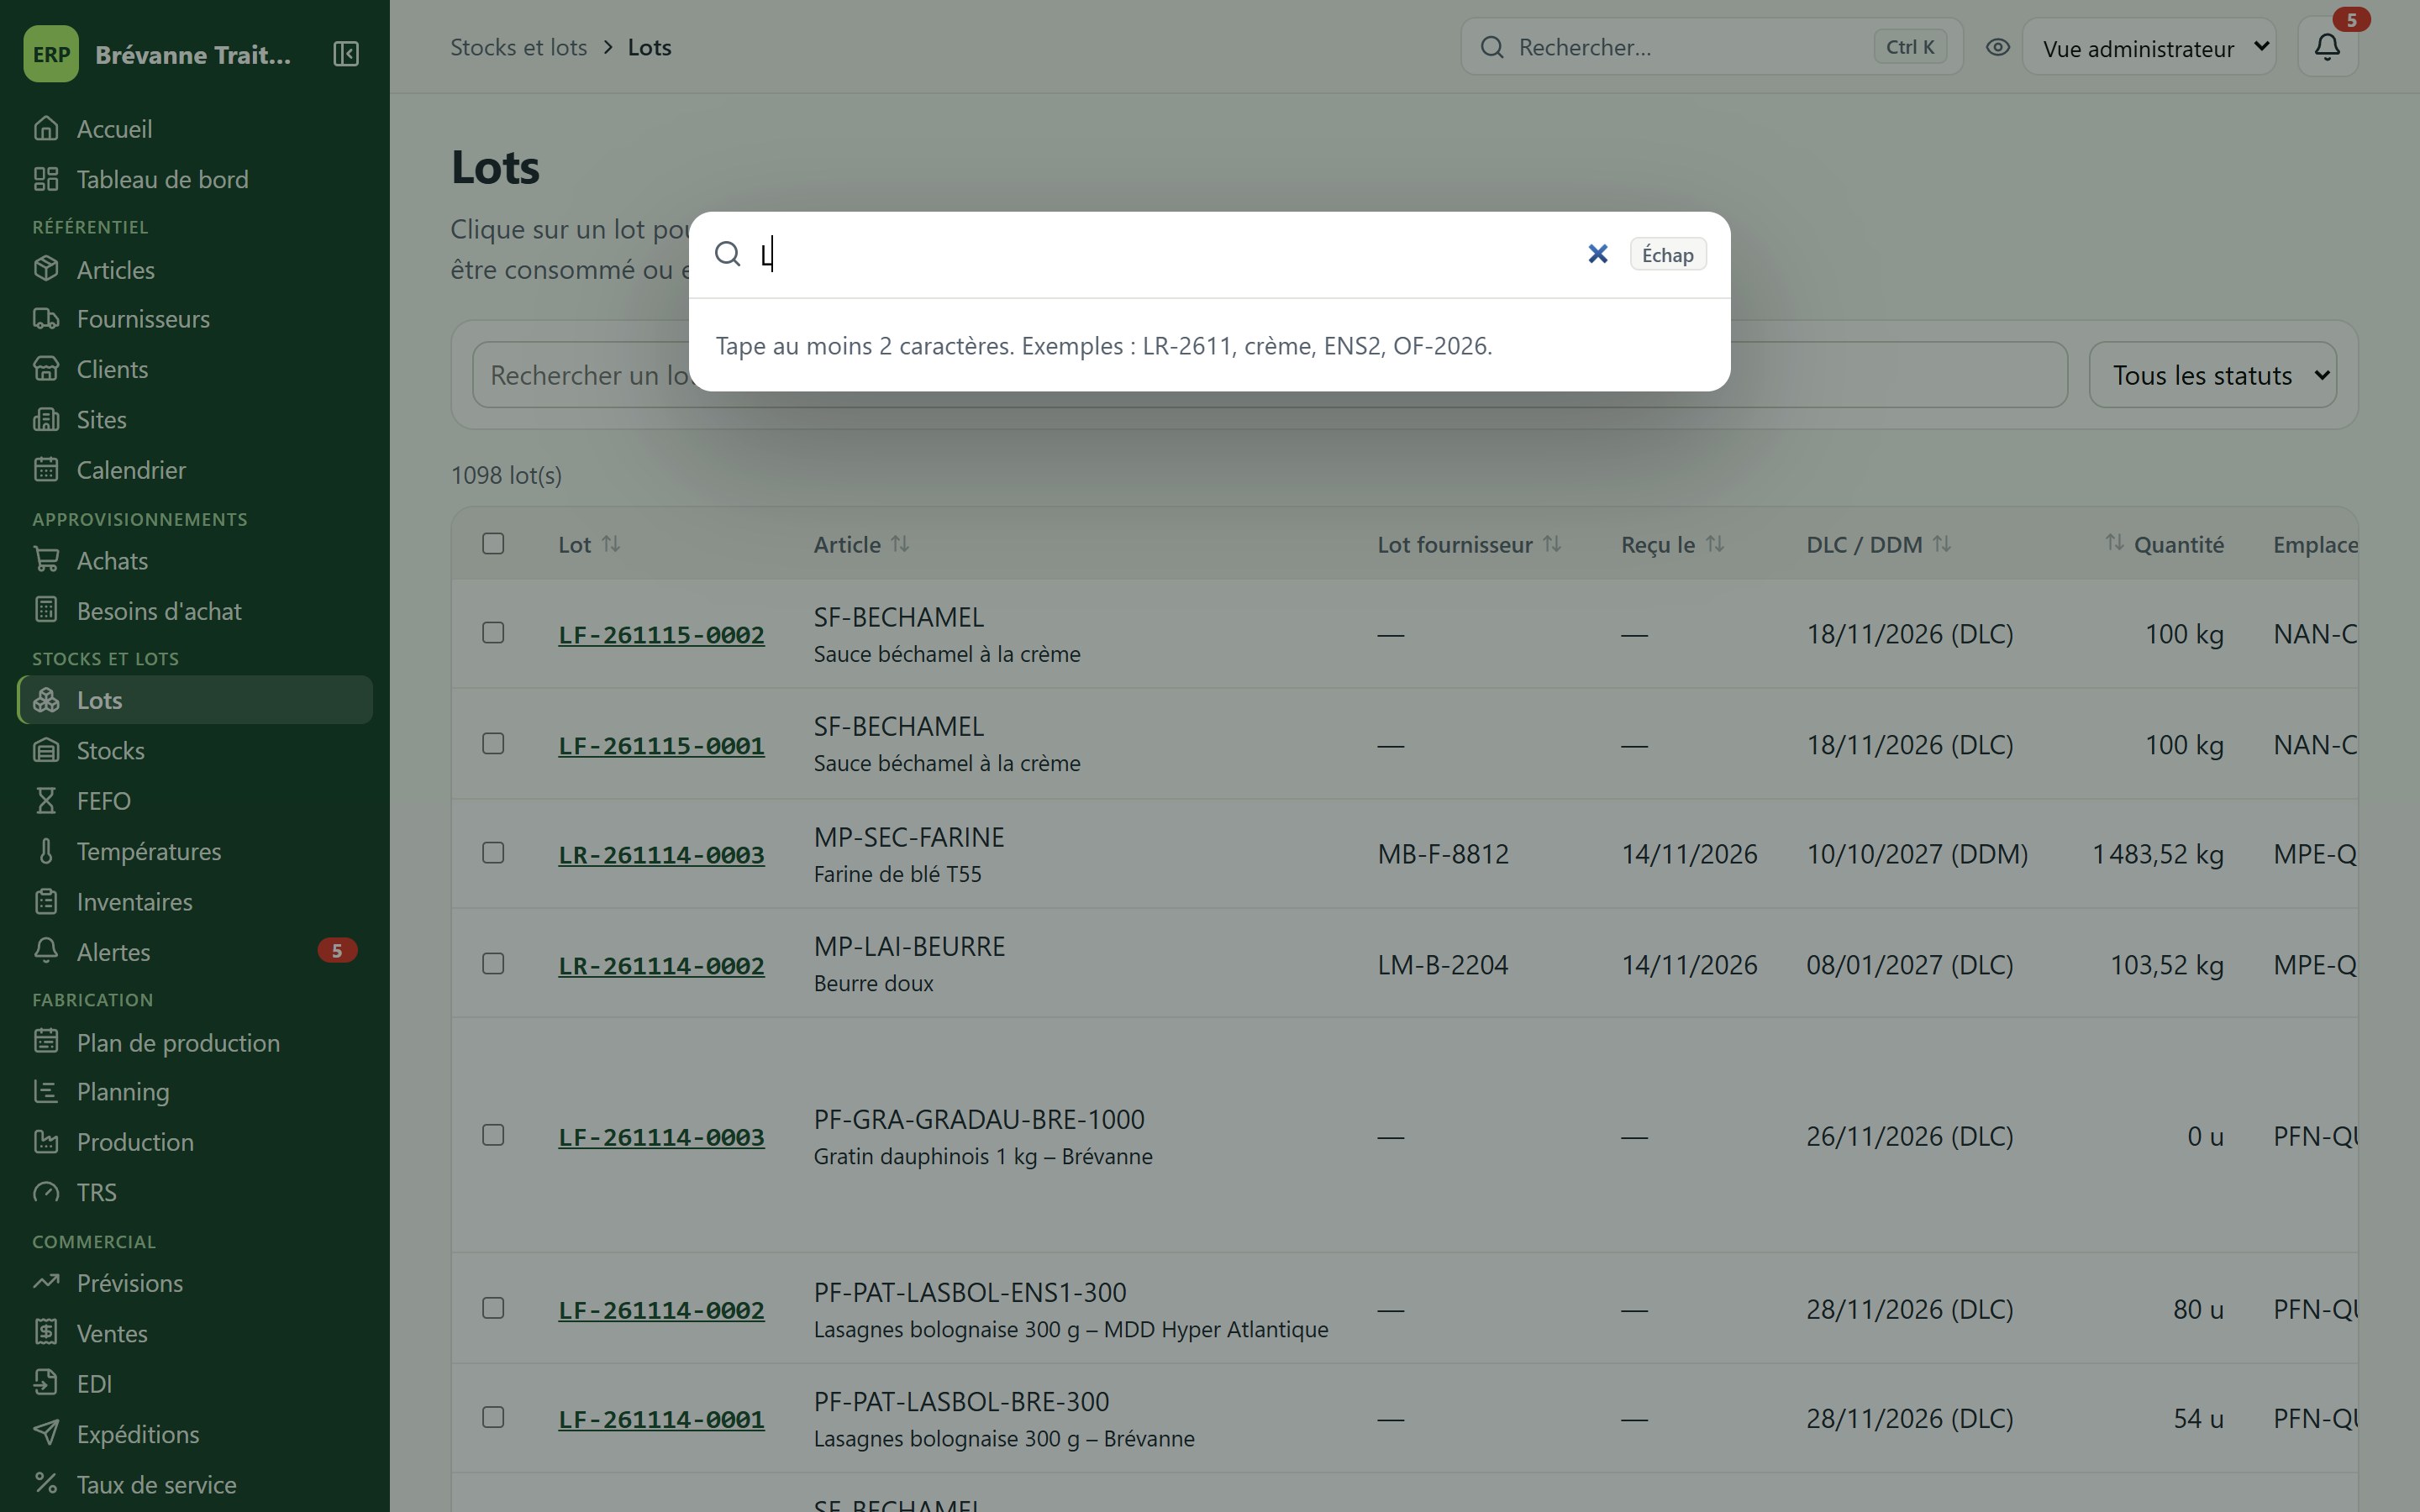 ERP Brévanne Trait...
Accueil
Tableau de bord
RÉFÉRENTIEL
Articles
Fournisseurs
Clients
Sites
Calendrier
APPROVISIONNEMENTS
Achats
Besoins d'achat
STOCKS ET LOTS
Lots
Stocks
FEFO
Températures
Inventaires
Alertes 5
FABRICATION
Plan de production
Planning
Production
TRS
COMMERCIAL
Prévisions
Ventes
EDI
Expéditions
Taux de service
Stocks et lots > Lots
Rechercher... Ctrl K
Vue administrateur
5
Lots
Clique sur un lot
être consommé ou
L
Échap
Tape au moins 2 caractères. Exemples : LR-2611, crème, ENS2, OF-2026.
Rechercher un
Tous les statuts
1098 lot(s)
Lot Article Lot fournisseur Reçu le DLC / DDM Quantité Emplace
LF-261115-0002 SF-BECHAMEL — — 18/11/2026 (DLC) 100 kg NAN-C
Sauce béchamel à la crème
LF-261115-0001 SF-BECHAMEL — — 18/11/2026 (DLC) 100 kg NAN-C
Sauce béchamel à la crème
LR-261114-0003 MP-SEC-FARINE MB-F-8812 14/11/2026 10/10/2027 (DDM) 1 483,52 kg MPE-Q
Farine de blé T55
LR-261114-0002 MP-LAI-BEURRE LM-B-2204 14/11/2026 08/01/2027 (DLC) 103,52 kg MPE-Q
Beurre doux
LF-261114-0003 PF-GRA-GRADAU-BRE-1000 — — 26/11/2026 (DLC) 0 u PFN-QU
Gratin dauphinois 1 kg – Brévanne
LF-261114-0002 PF-PAT-LASBOL-ENS1-300 — — 28/11/2026 (DLC) 80 u PFN-QU
Lasagnes bolognaise 300 g – MDD Hyper Atlantique
LF-261114-0001 PF-PAT-LASBOL-BRE-300 — — 28/11/2026 (DLC) 54 u PFN-QU
Lasagnes bolognaise 300 g – Brévanne
SF-BECHAMEL